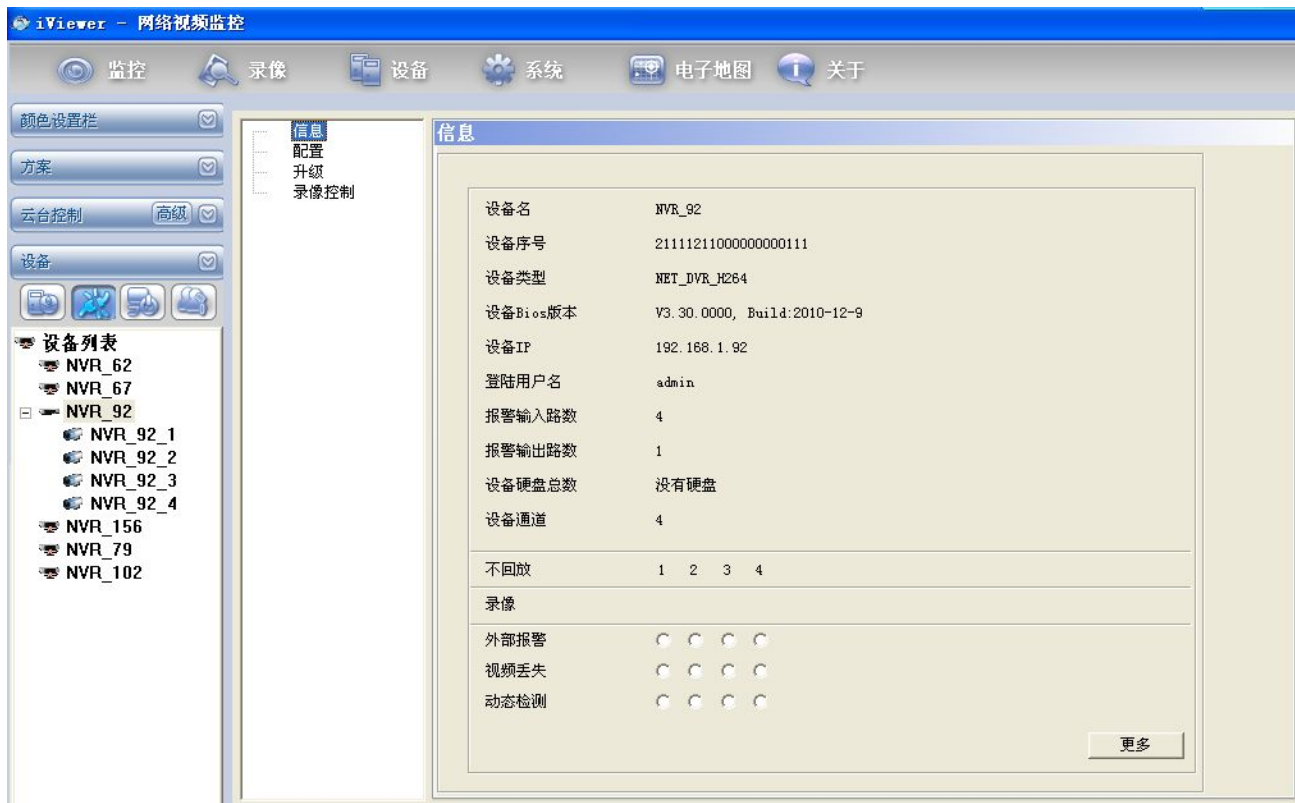 iViewer - 网络视频监控
监控 录像 设备 系统 电子地图 关于
颜色设置栏
方案
云台控制 高级
设备
设备列表
NVR_62
NVR_67
NVR_92
NVR_92_1
NVR_92_2
NVR_92_3
NVR_92_4
NVR_156
NVR_79
NVR_102
信息
配置
升级
录像控制
信息
设备名 NVR_92
设备序号 21111211000000000111
设备类型 NET_DVR_H264
设备Bios版本 V3.30.0000, Build:2010-12-9
设备IP 192.168.1.92
登陆用户名 admin
报警输入路数 4
报警输出路数 1
设备硬盘总数 没有硬盘
设备通道 4
不回放 1 2 3 4
录像
外部报警
视频丢失
动态检测
更多